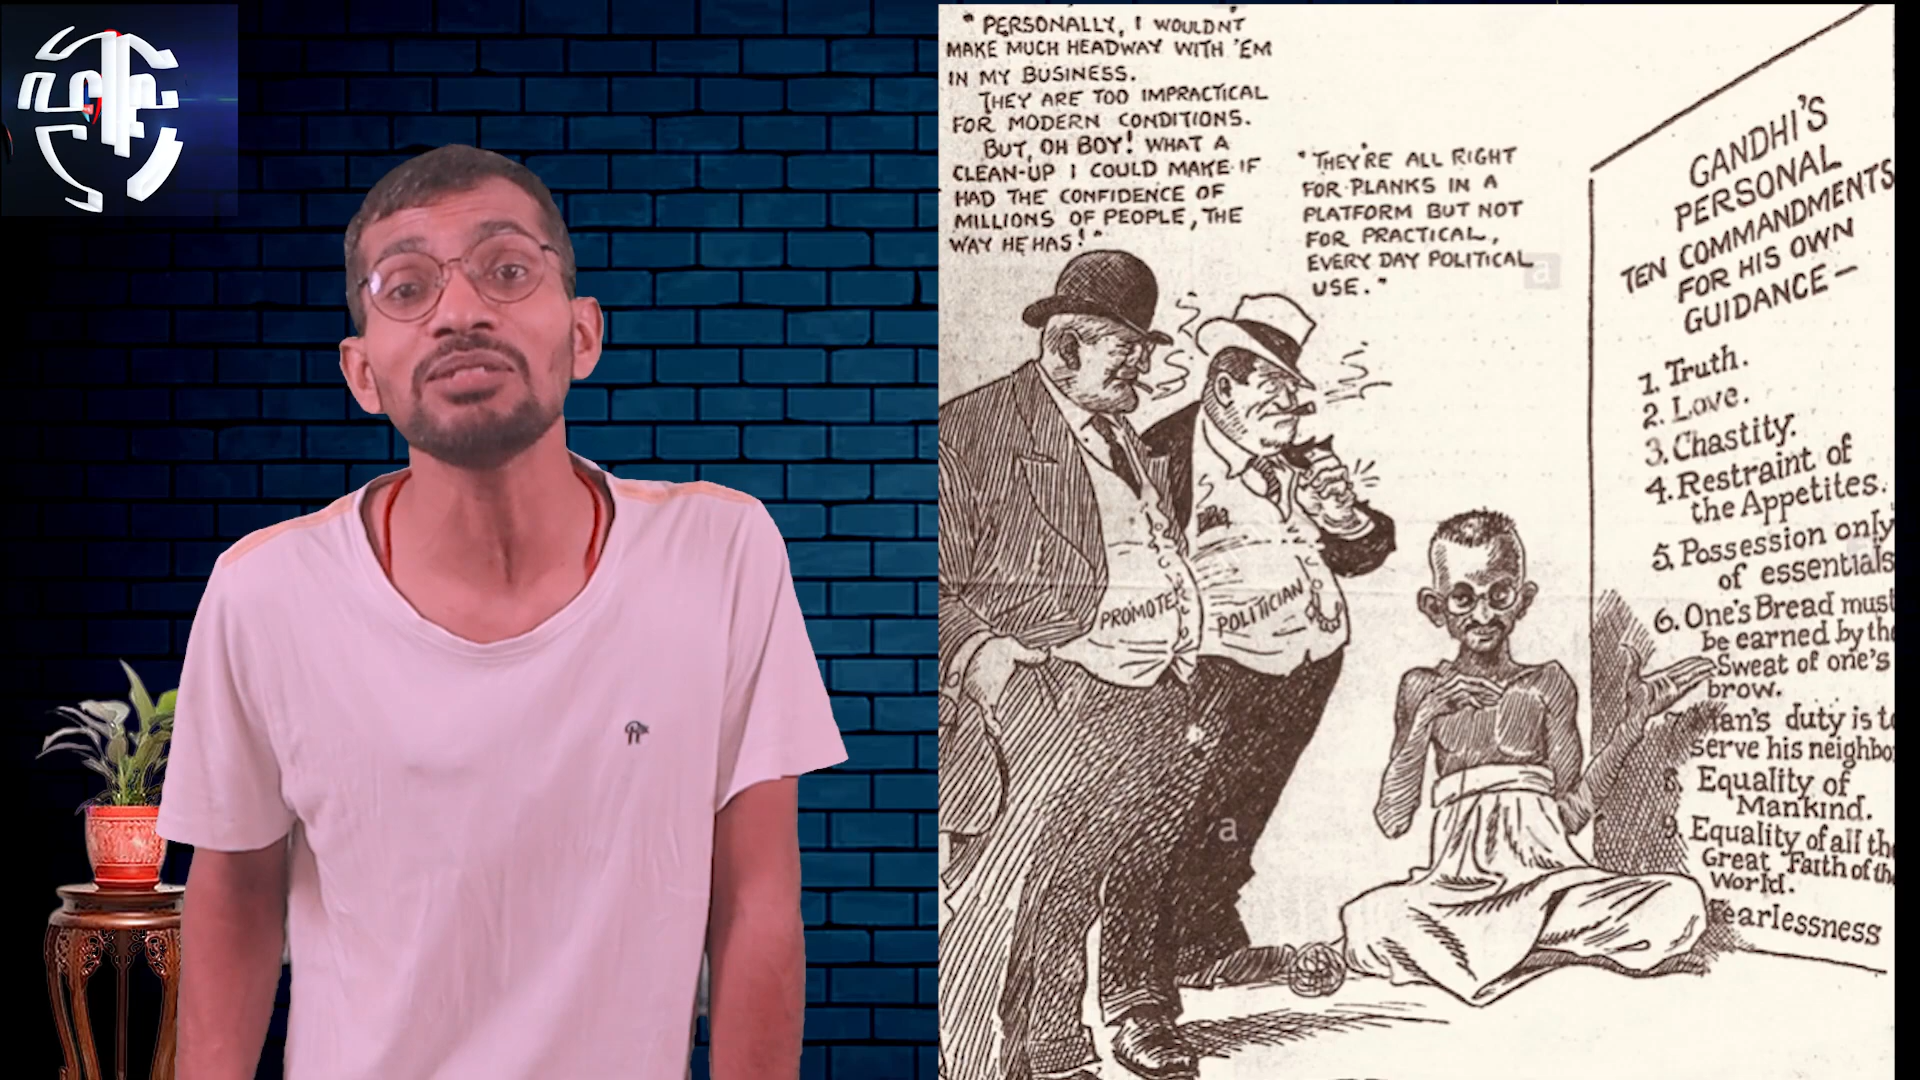 "PERSONALLY, I WOULDNT
MAKE MUCH HEADWAY WITH 'EM
IN MY BUSINESS.
THEY ARE TOO IMPRACTICAL
FOR MODERN CONDITIONS.
BUT, OH BOY! WHAT A
CLEAN-UP I COULD MAKE IF
HAD THE CONFIDENCE OF
MILLIONS OF PEOPLE, THE
WAY HE HAS!"
"THEY'RE ALL RIGHT
FOR PLANKS IN A
PLATFORM BUT NOT
FOR PRACTICAL,
EVERY DAY POLITICAL
USE."
GANDHI'S
PERSONAL
TEN COMMANDMENTS
FOR HIS OWN
GUIDANCE—
1. Truth.
2. Love.
3. Chastity.
4. Restraint of
the Appetites.
5. Possession only
of essentials
6. One's Bread must
be earned by the
Sweat of one's
brow.
7. Man's duty is to
serve his neighbo
8. Equality of
Mankind.
9. Equality of all the
Great Faith of th
World.
Fearlessness
PROMOTER
POLITICIAN
a
a